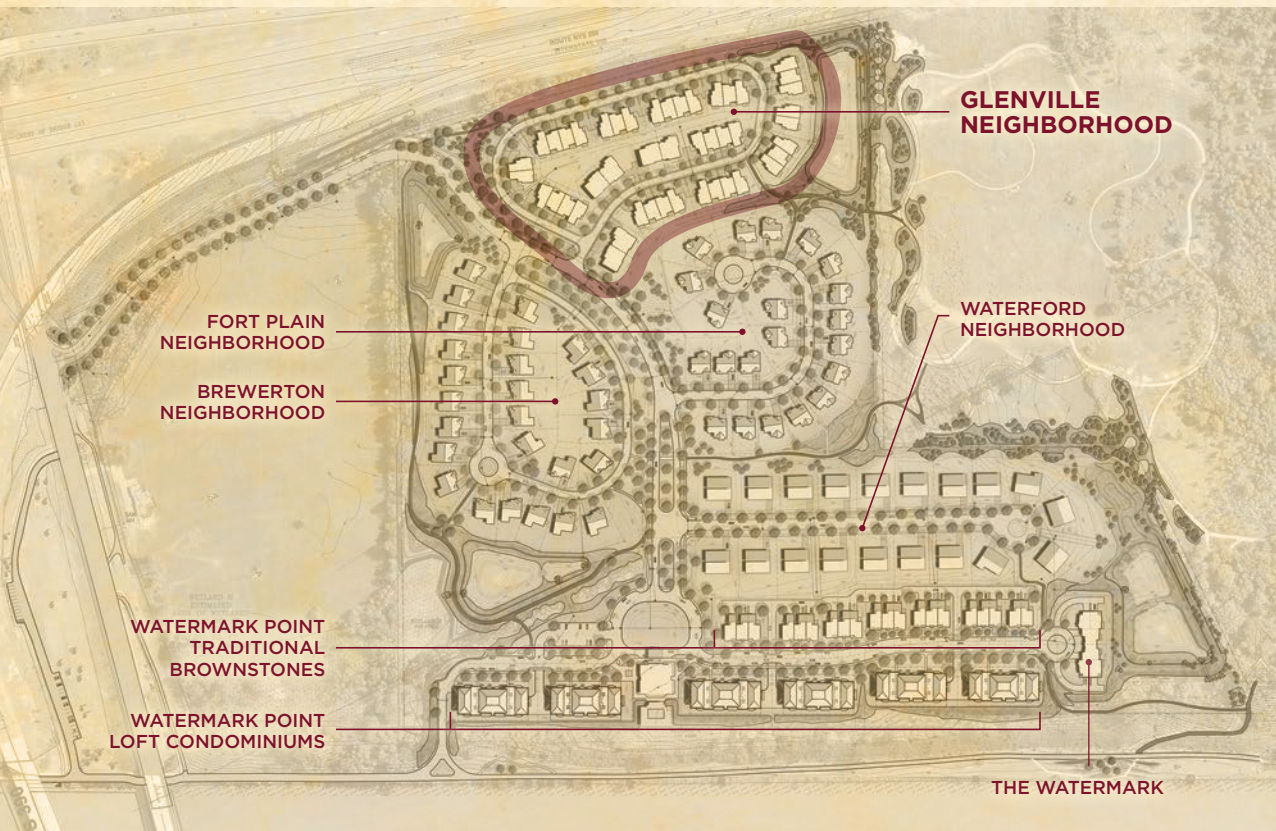 GLENVILLE
NEIGHBORHOOD
FORT PLAIN
NEIGHBORHOOD
WATERFORD
NEIGHBORHOOD
BREWERTON
NEIGHBORHOOD
WATERMARK POINT
TRADITIONAL
BROWNSTONES
WATERMARK POINT
LOFT CONDOMINIUMS
THE WATERMARK